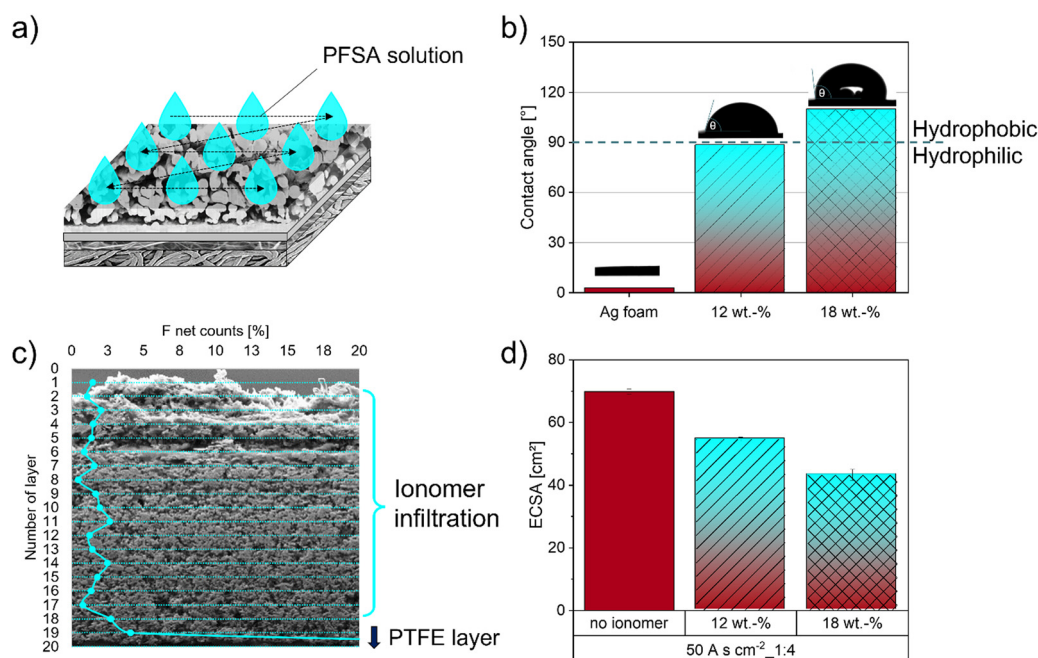 a)
PFSA solution
b)
Contact angle [°]
150
120
90
60
30
0
θ
θ
Hydrophobic
Hydrophilic
Ag foam
12 wt.-%
18 wt.-%
c)
F net counts [%]
0 3 5 8 10 13 15 18 20
Number of layer
0
1
2
3
4
5
6
7
8
9
10
11
12
13
14
15
16
17
18
19
20
Ionomer
infiltration
PTFE layer
d)
ECSA [cm²]
80
60
40
20
0
no ionomer
12 wt.-%
18 wt.-%
50 A s cm⁻²_1:4